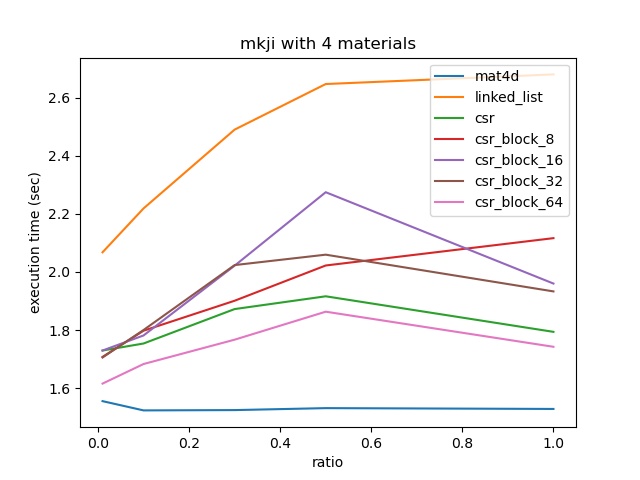 mkji with 4 materials
mat4d
linked_list
csr
csr_block_8
csr_block_16
csr_block_32
csr_block_64
execution time (sec)
2.6
2.4
2.2
2.0
1.8
1.6
0.0 0.2 0.4 0.6 0.8 1.0
ratio